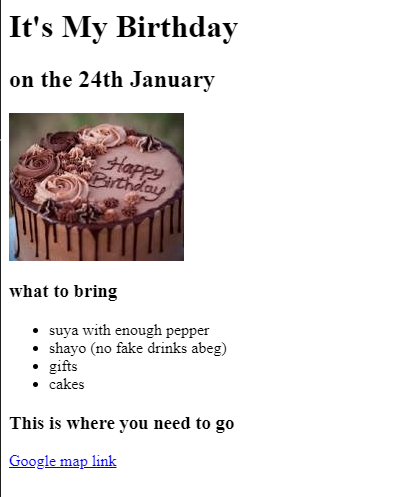 It's My Birthday
on the 24th January
Happy
Birthday
what to bring
suya with enough pepper
shayo (no fake drinks abeg)
gifts
cakes
This is where you need to go
Google map link